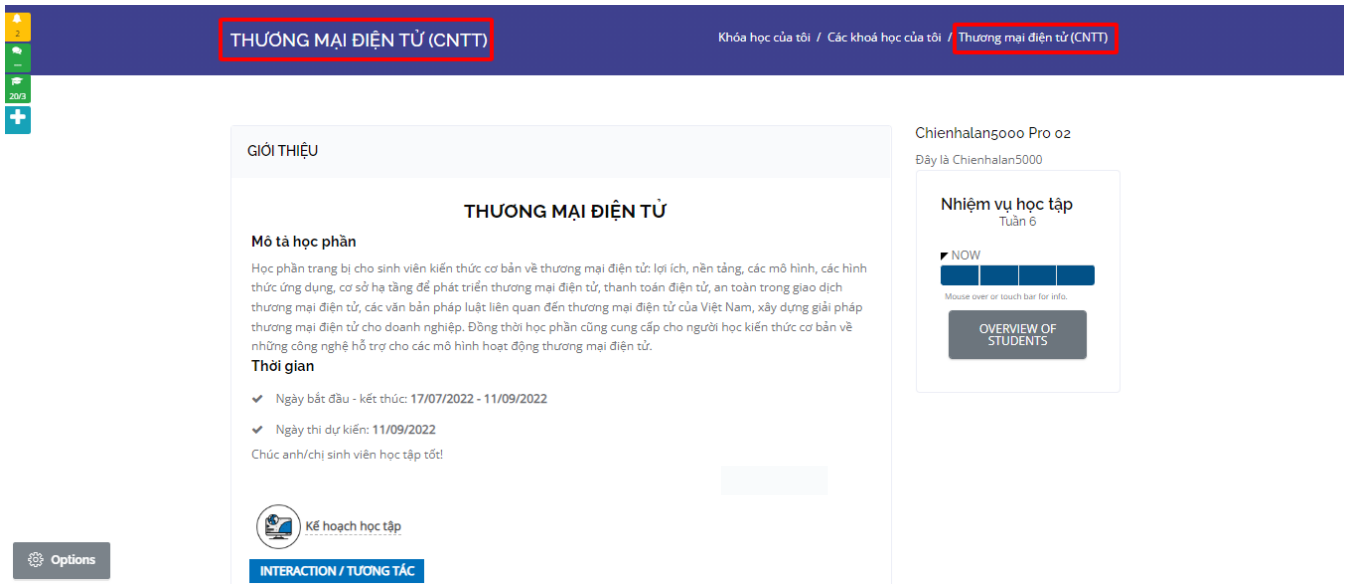 2
...
20/3
THƯƠNG MẠI ĐIỆN TỬ (CNTT)
Khóa học của tôi / Các khoá học của tôi / Thương mại điện tử (CNTT)
GIỚI THIỆU
THƯƠNG MẠI ĐIỆN TỬ
Mô tả học phần
Học phần trang bị cho sinh viên kiến thức cơ bản về thương mại điện tử: lợi ích, nền tảng, các mô hình, các hình
thức ứng dụng, cơ sở hạ tầng để phát triển thương mại điện tử, thanh toán điện tử, an toàn trong giao dịch
thương mại điện tử, các văn bản pháp luật liên quan đến thương mại điện tử của Việt Nam, xây dựng giải pháp
thương mại điện tử cho doanh nghiệp. Đồng thời học phần cũng cung cấp cho người học kiến thức cơ bản về
những công nghệ hỗ trợ cho các mô hình hoạt động thương mại điện tử.
Thời gian
Ngày bắt đầu - kết thúc: 17/07/2022 - 11/09/2022
Ngày thi dự kiến: 11/09/2022
Chúc anh/chị sinh viên học tập tốt!
Kế hoạch học tập
INTERACTION / TƯƠNG TÁC
Chienhalan5000 Pro 02
Đây là Chienhalan5000
Nhiệm vụ học tập
Tuần 6
NOW
Mouse over or touch bar for info.
OVERVIEW OF
STUDENTS
Options